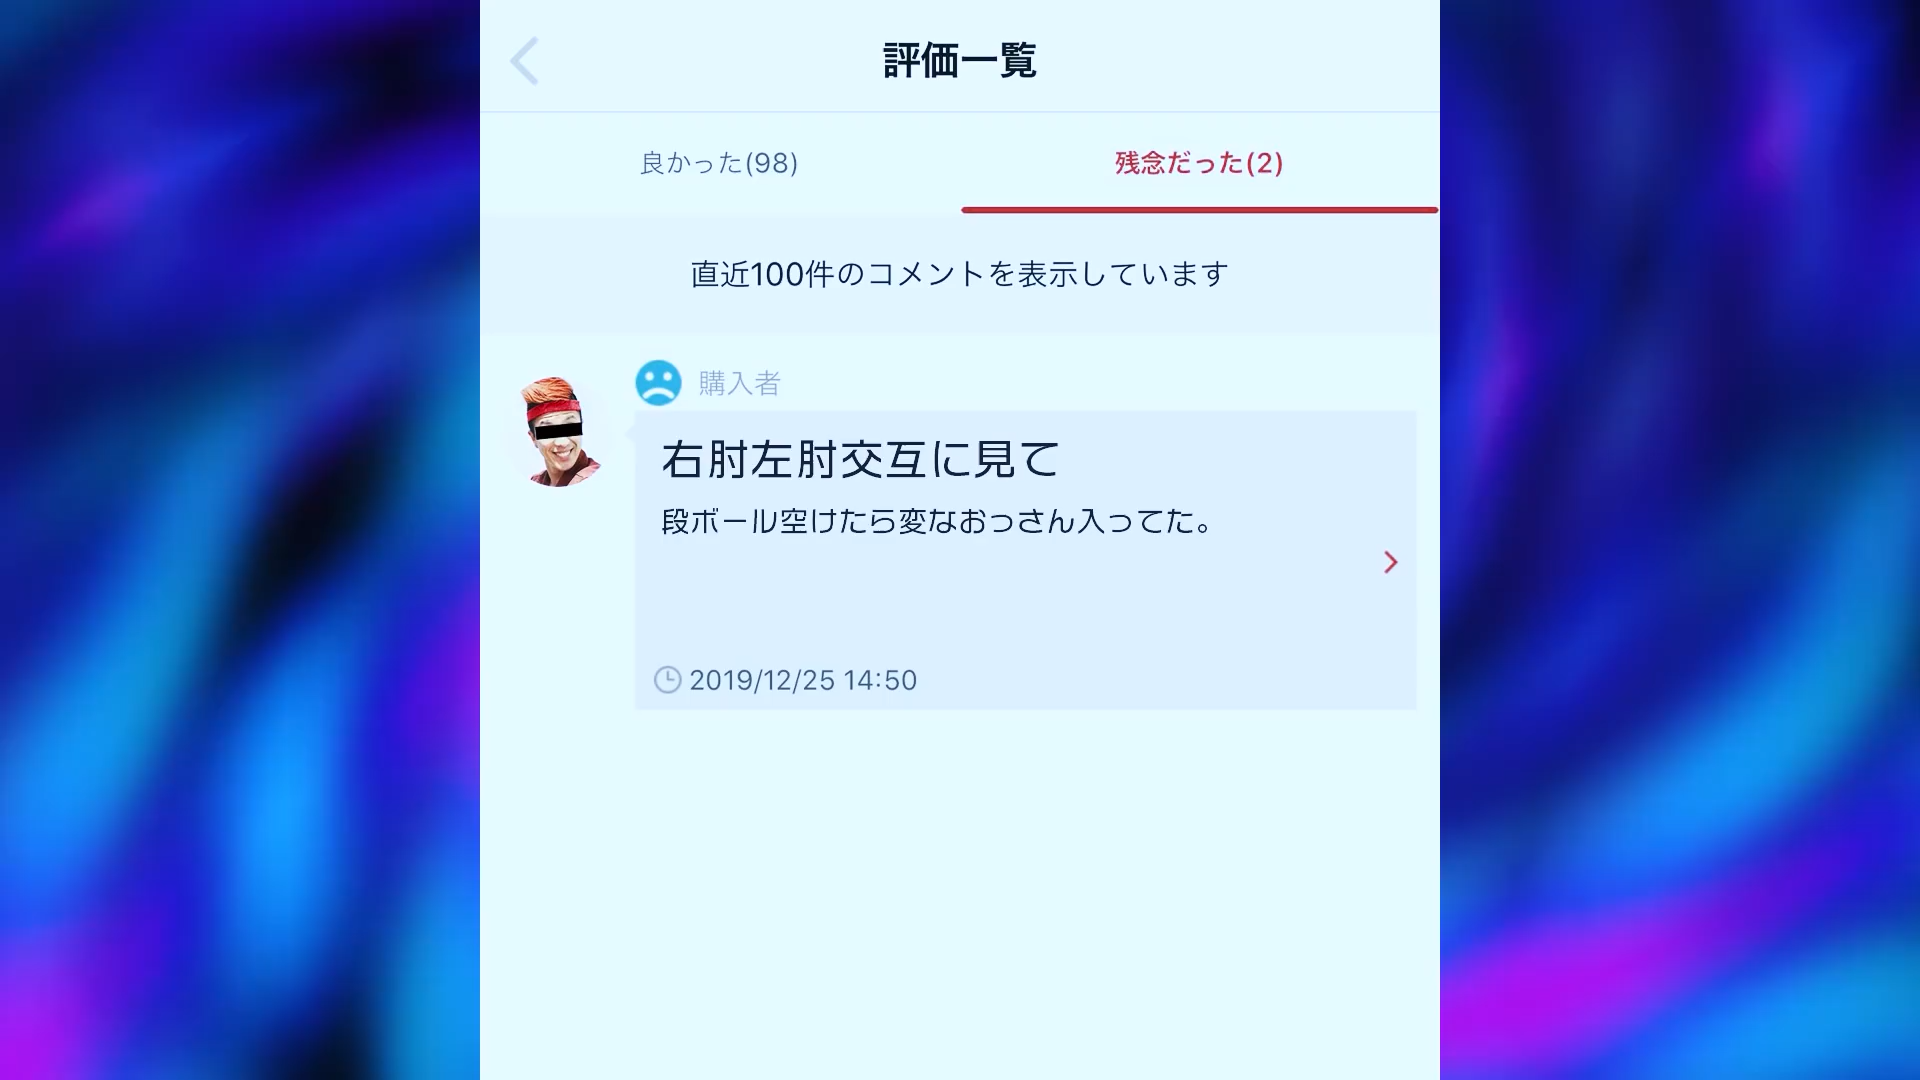 評価一覧
良かった(98)
残念だった(2)
直近100件のコメントを表示しています
購入者
右肘左肘交互に見て
段ボール空けたら変なおっさん入ってた。
2019/12/25 14:50